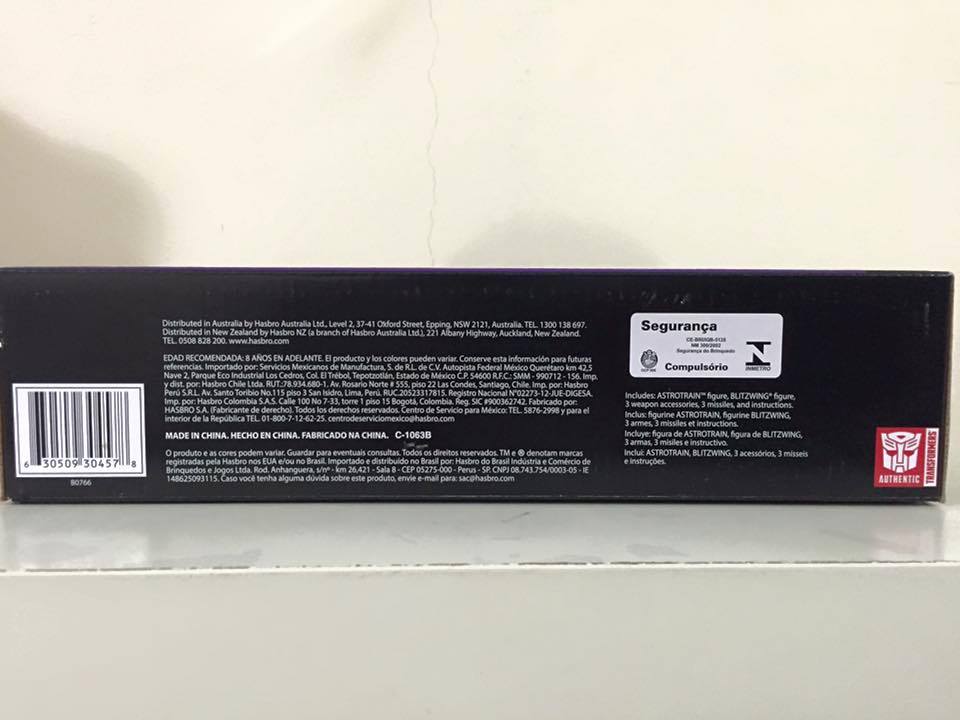 Distributed in Australia by Hasbro Australia Ltd., Level 2, 37-41 Oxford Street, Epping, NSW 2121, Australia. TEL. 1300 138 697.
Distributed in New Zealand by Hasbro NZ (a branch of Hasbro Australia Ltd.), 221 Albany Highway, Auckland, New Zealand.
TEL. 0508 828 200. www.hasbro.com
EDAD RECOMENDADA: 8 AÑOS EN ADELANTE. El producto y los colores pueden variar. Conserve esta información para futuras
referencias. Importado por: Servicios Mexicanos de Manufactura, S. de R.L. de C.V. Autopista Federal México Querétaro km 42,5
Nave 2, Parque Eco Industrial Los Cedros, Col. El Trébol, Tepotzotlán, Estado de México C.P. 54600 R.F.C.: SMM - 990712 - 156. Imp.
y dist. por: Hasbro Chile Ltda. RUT.:78.934.680-1. Av. Rosario Norte # 555, piso 22 Las Condes, Santiago, Chile. Imp. por: Hasbro
Perú S.R.L. Av. Santo Toribio No.115 piso 3 San Isidro, Lima, Perú. RUC.20523317815. Registro Nacional N°02273-12-JUE-DIGESA.
Imp. por: Hasbro Colombia S.A.S. Calle 100 No 7-33, torre 1 piso 15 Bogotá, Colombia. Reg. SIC #900362742. Fabricado por:
HASBRO S.A. (Fabricante de derecho). Todos los derechos reservados. Centro de Servicio para México: TEL. 5876-2998 y para el
interior de la República TEL. 01-800-7-12-62-25. centrodeserviciomexico@hasbro.com
MADE IN CHINA. HECHO EN CHINA. FABRICADO NA CHINA. C-1063B
O produto e as cores podem variar. Guardar para eventuais consultas. Todos os direitos reservados. TM e ® denotam marcas
registradas pela Hasbro nos EUA e/ou no Brasil. Importado e distribuído no Brasil por: Hasbro do Brasil Indústria e Comércio de
Brinquedos e Jogos Ltda. Rod. Anhanguera, s/nº - km 26,421 - Sala 8 - CEP 05275-000 - Perus - SP. CNPJ 08.743.754/0003-05 - IE
148625093115. Caso você tenha alguma dúvida sobre este produto, envie e-mail para: sac@hasbro.com
6 30509 30457 8
B0766
Segurança
NM 300/2002
Segurança do Brinquedo
Compulsório
INMETRO
Includes: ASTROTRAIN™ figure, BLITZWING® figure,
3 weapon accessories, 3 missiles, and instructions.
Inclus: figurine ASTROTRAIN, figurine BLITZWING,
3 armes, 3 missiles et instructions.
Incluye: figura de ASTROTRAIN, figura de BLITZWING,
3 armas, 3 misiles e instructivo.
Inclui: ASTROTRAIN, BLITZWING, 3 acessórios, 3 mísseis
e instruções.
AUTHENTIC
TRANSFORMERS